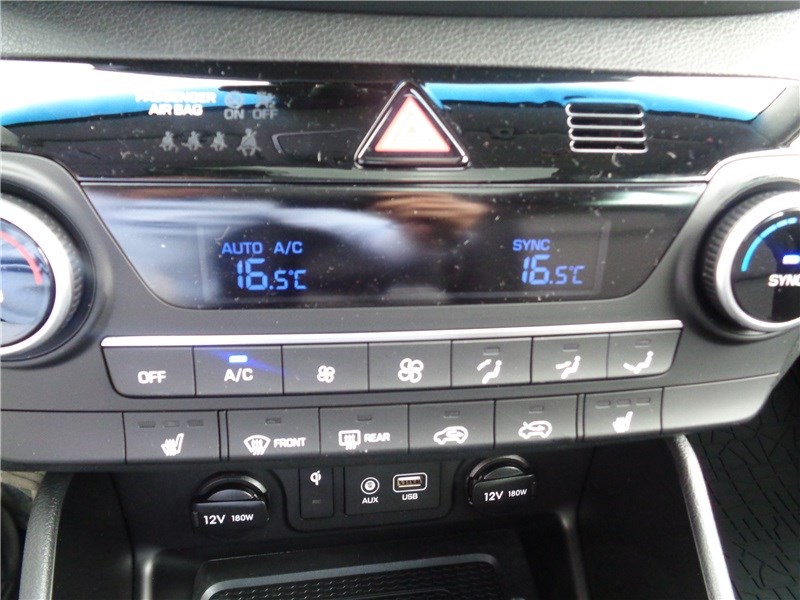 PASSENGER
AIR BAG ON OFF
AUTO A/C SYNC
16.5°C 16.5°C
SYNC
OFF A/C
FRONT REAR
AUX USB
12V 180W 12V 180W